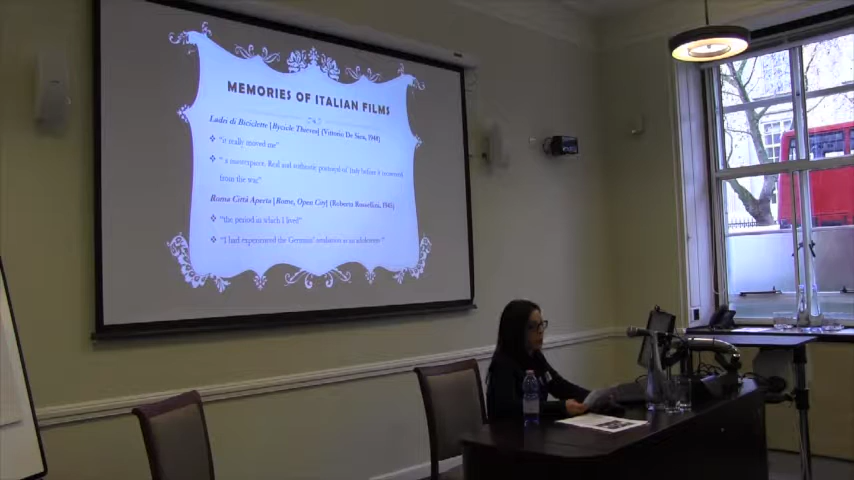 MEMORIES OF ITALIAN FILMS
Ladri di Biciclette [Bycicle Thieves] (Vittorio De Sica, 1948)
"it really moved me"
"a masterpiece. Real and authentic portrayal of Italy before it recovered
from the war"
Roma Città Aperta [Rome, Open City] (Roberto Rossellini, 1945)
"the period in which I lived"
"I had experienced the Germans' invasion as an adolescent"